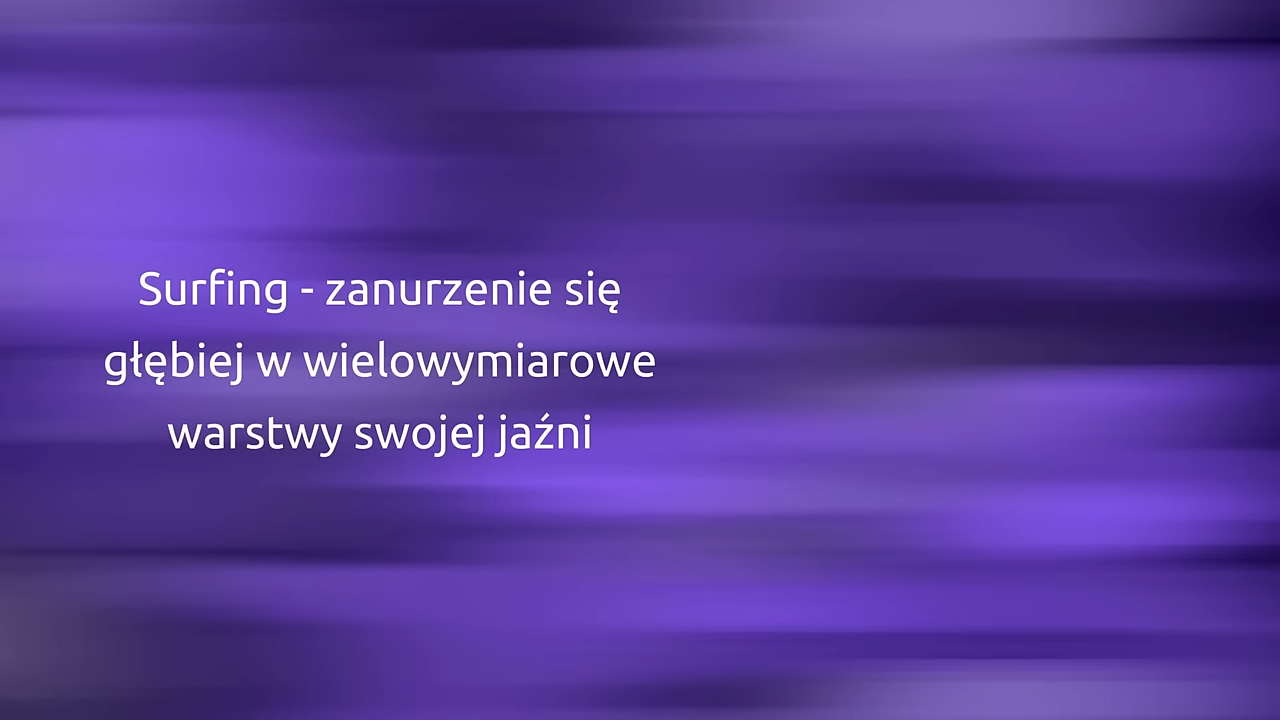 Surfing - zanurzenie się
głębiej w wielowymiarowe
warstwy swojej jaźni